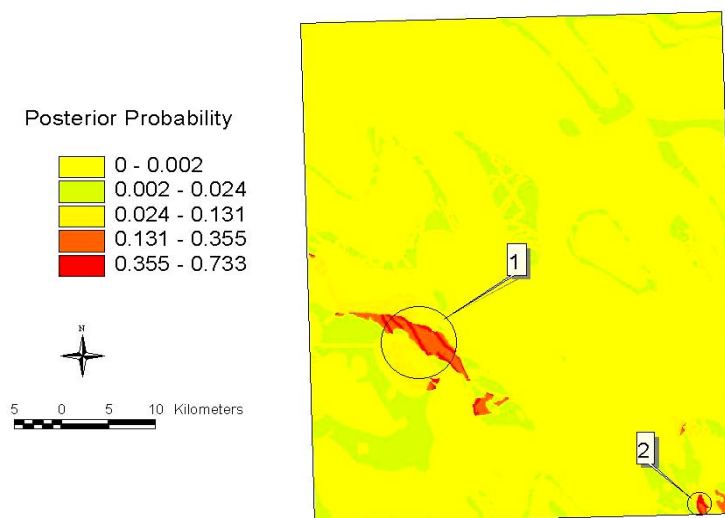 Posterior Probability
0 - 0.002
0.002 - 0.024
0.024 - 0.131
0.131 - 0.355
0.355 - 0.733
N
5 0 5 10 Kilometers
1
2